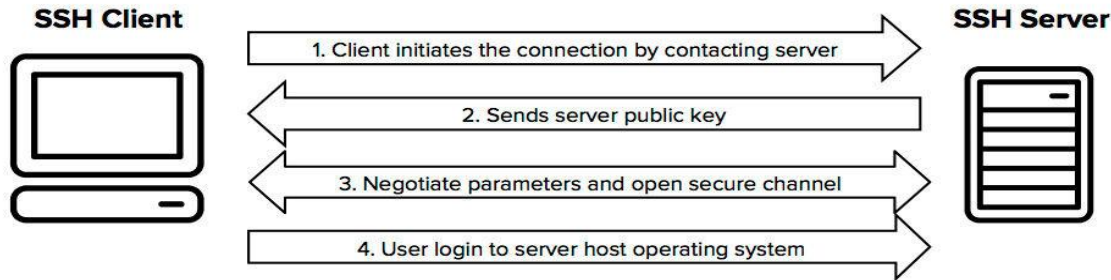 SSH Client
SSH Server
1. Client initiates the connection by contacting server
2. Sends server public key
3. Negotiate parameters and open secure channel
4. User login to server host operating system